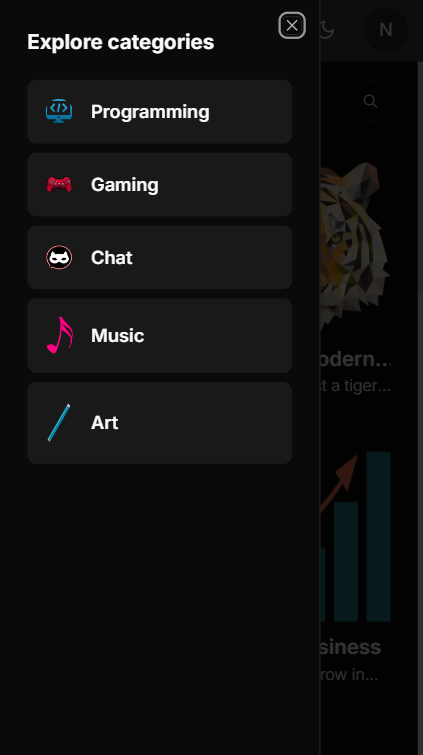 Explore categories
N
Programming
Gaming
Chat
Music
odern...
t a tiger...
Art
siness
row in...